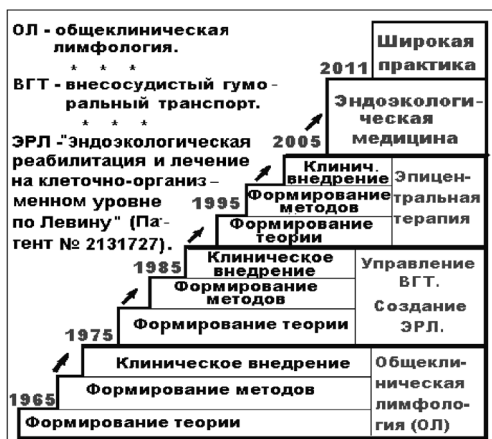 ОЛ - общеклиническая
лимфология.
* * *
ВГТ - внесосудистый гумо-
ральный транспорт.
* * *
ЭРЛ -"Эндоэкологическая
реабилитация и лечение
на клеточно-организ-
менном уровне
по Левину" (Па-
тент № 2131727).
2011
Широкая
практика
2005
Эндоэкологи-
ческая
медицина
1995
Клинич.
внедрение
Формирование
методов
Формирование
теории
Эпицен-
тральная
терапия
1985
Клиническое
внедрение
Формирование
методов
Формирование теории
Управление
ВГТ.
Создание
ЭРЛ.
1975
Клиническое внедрение
Формирование методов
1965
Формирование теории
Общекли-
ническая
лимфоло-
гия (ОЛ)